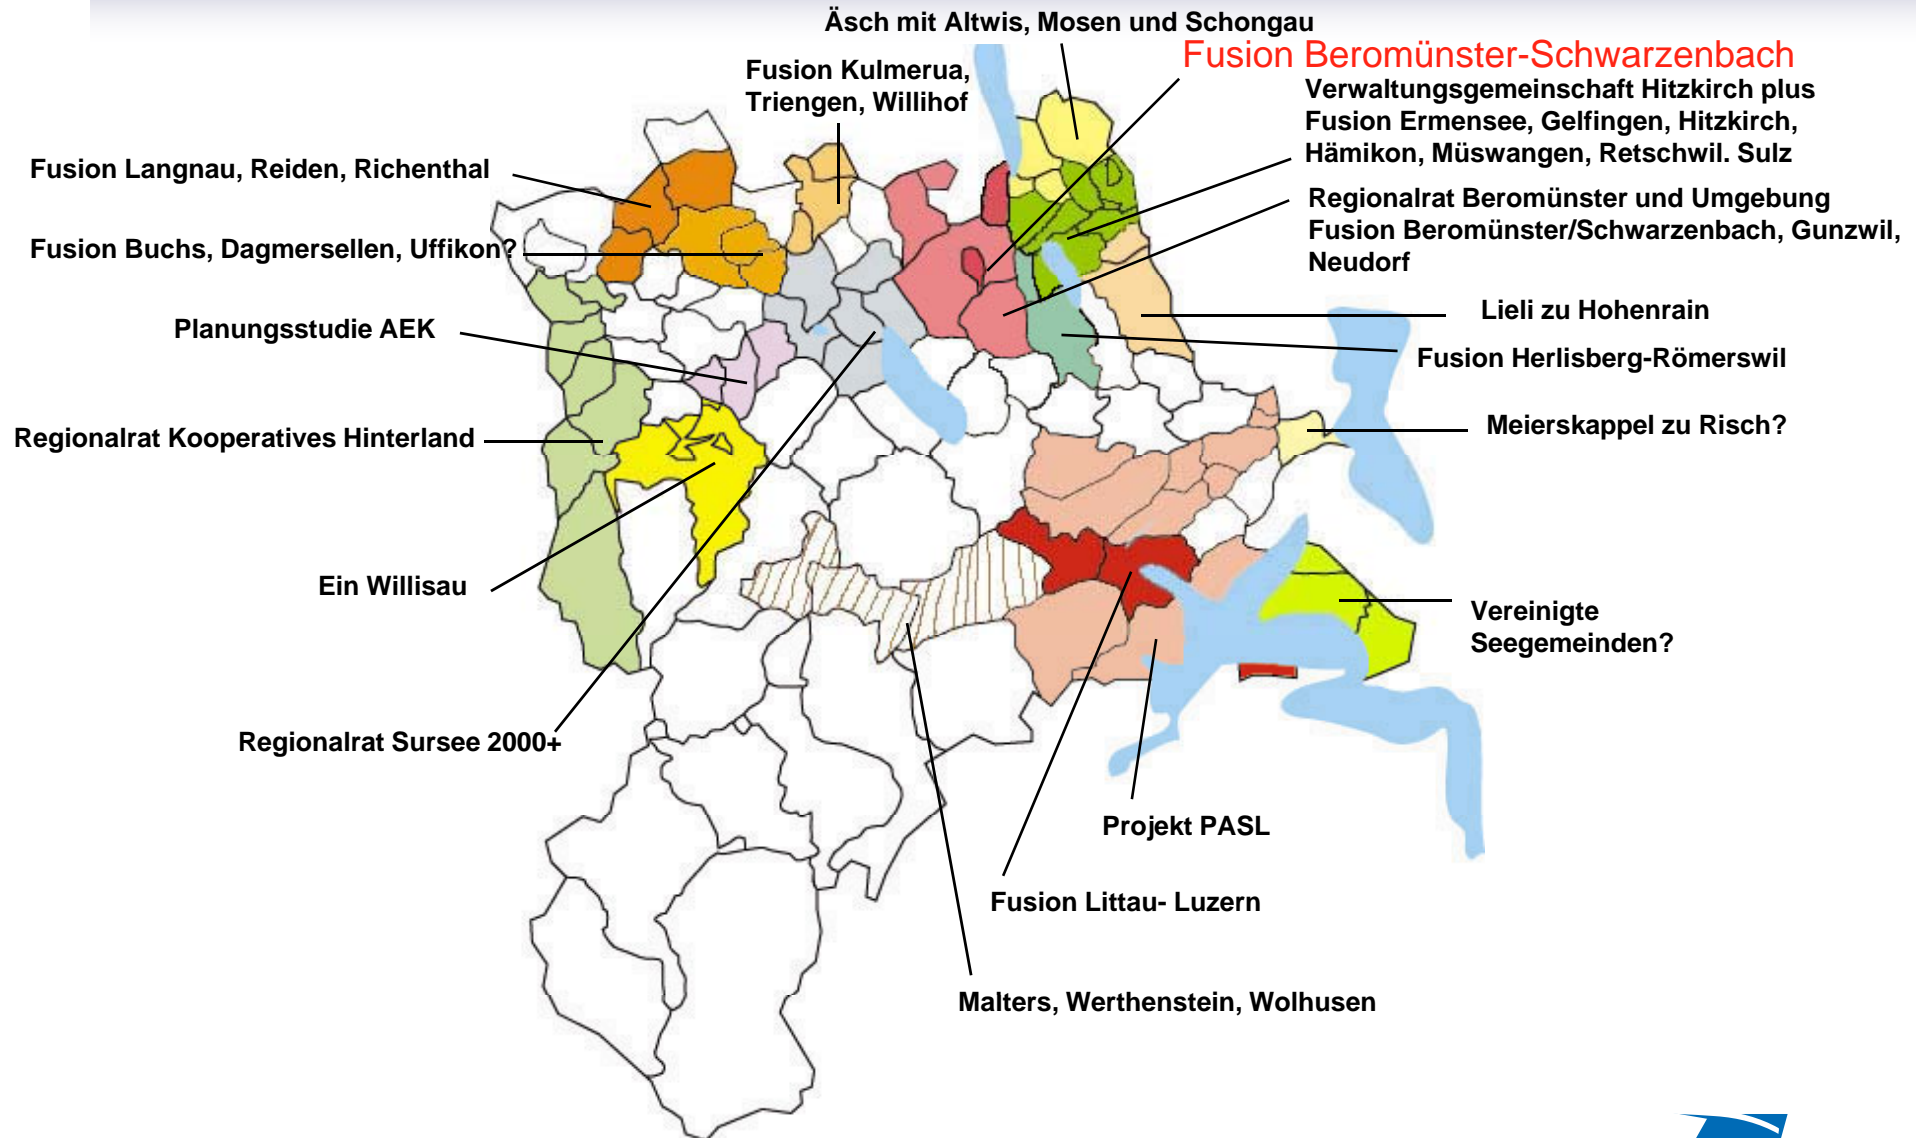 Äsch mit Altwis, Mosen und Schongau
Fusion Beromünster-Schwarzenbach
Fusion Kulmerua,
Triengen, Willihof
Verwaltungsgemeinschaft Hitzkirch plus
Fusion Ermensee, Gelfingen, Hitzkirch,
Hämikon, Müswangen, Retschwil. Sulz
Fusion Langnau, Reiden, Richenthal
Regionalrat Beromünster und Umgebung
Fusion Beromünster/Schwarzenbach, Gunzwil,
Neudorf
Fusion Buchs, Dagmersellen, Uffikon?
Lieli zu Hohenrain
Planungsstudie AEK
Fusion Herlisberg-Römerswil
Meierskappel zu Risch?
Regionalrat Kooperatives Hinterland
Ein Willisau
Vereinigte
Seegemeinden?
Regionalrat Sursee 2000+
Projekt PASL
Fusion Littau- Luzern
Malters, Werthenstein, Wolhusen